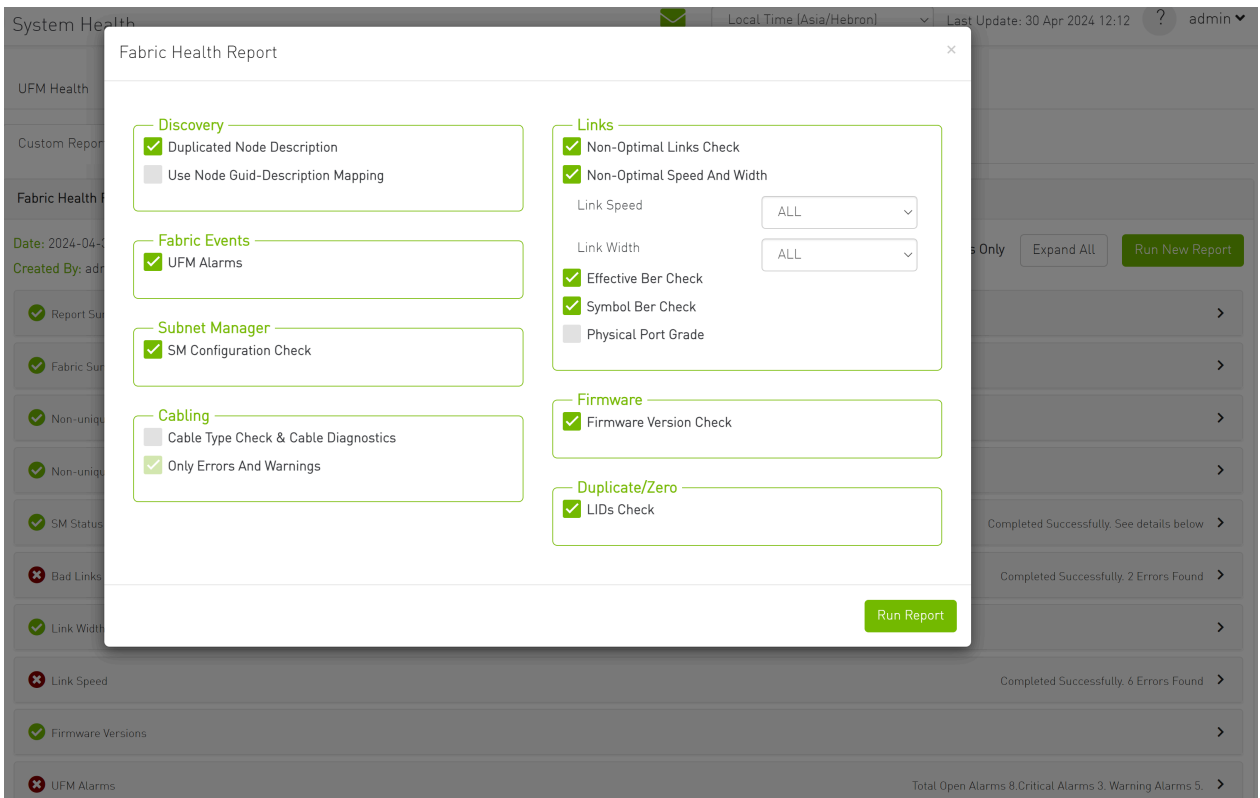 System Health
Local Time (Asia/Hebron)
Last Update: 30 Apr 2024 12:12
?
admin
Fabric Health Report
×
UFM Health
Custom Repor
Fabric Health
Date: 2024-04-
Created By: adr
s Only
Expand All
Run New Report
Discovery
Duplicated Node Description
Use Node Guid-Description Mapping
Fabric Events
UFM Alarms
Subnet Manager
SM Configuration Check
Cabling
Cable Type Check & Cable Diagnostics
Only Errors And Warnings
Links
Non-Optimal Links Check
Non-Optimal Speed And Width
Link Speed
ALL
Link Width
ALL
Effective Ber Check
Symbol Ber Check
Physical Port Grade
Firmware
Firmware Version Check
Duplicate/Zero
LIDs Check
Run Report
Report Su
Fabric Sur
Non-uniqu
Non-uniqu
SM Status
Completed Successfully. See details below
Bad Links
Completed Successfully. 2 Errors Found
Link Width
Link Speed
Completed Successfully. 6 Errors Found
Firmware Versions
UFM Alarms
Total Open Alarms 8.Critical Alarms 3. Warning Alarms 5.